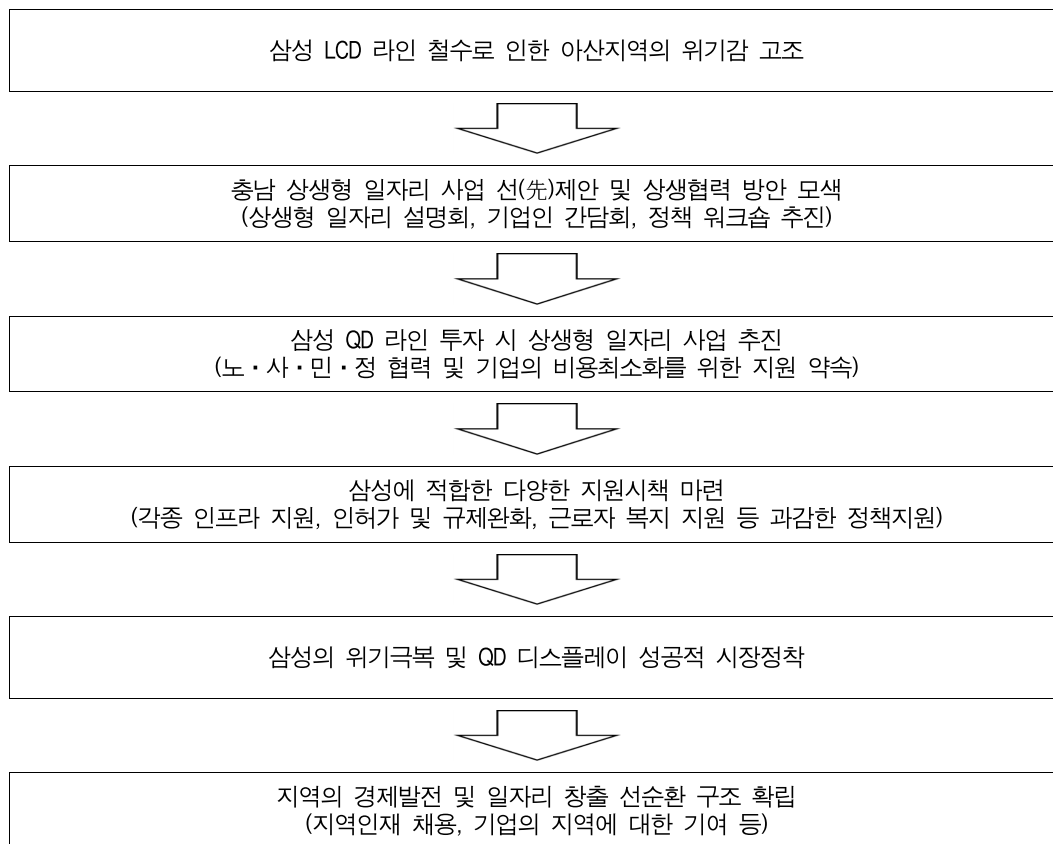 삼성 LCD 라인 철수로 인한 아산지역의 위기감 고조
충남 상생형 일자리 사업 선(先)제안 및 상생협력 방안 모색
(상생형 일자리 설명회, 기업인 간담회, 정책 워크숍 추진)
삼성 QD 라인 투자 시 상생형 일자리 사업 추진
(노·사·민·정 협력 및 기업의 비용최소화를 위한 지원 약속)
삼성에 적합한 다양한 지원시책 마련
(각종 인프라 지원, 인허가 및 규제완화, 근로자 복지 지원 등 과감한 정책지원)
삼성의 위기극복 및 QD 디스플레이 성공적 시장정착
지역의 경제발전 및 일자리 창출 선순환 구조 확립
(지역인재 채용, 기업의 지역에 대한 기여 등)